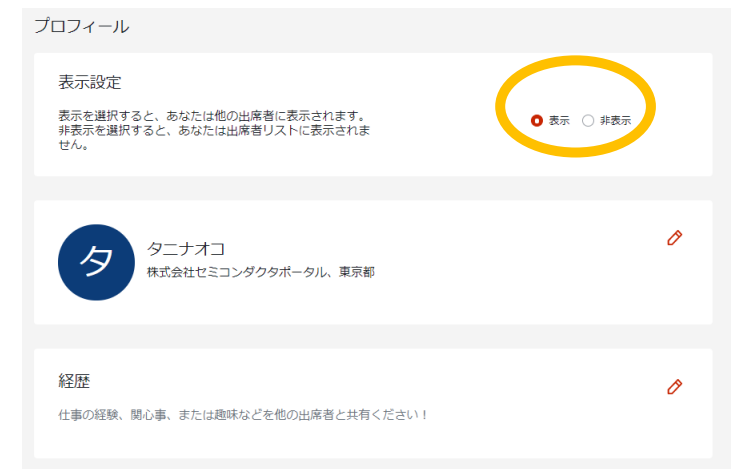 プロフィール
表示設定
表示を選択すると、あなたは他の出席者に表示されます。
非表示を選択すると、あなたは出席者リストに表示されま
せん。
表示 非表示
タ
タニナオコ
株式会社セミコンダクタポータル、東京都
経歴
仕事の経験、関心事、または趣味などを他の出席者と共有ください！